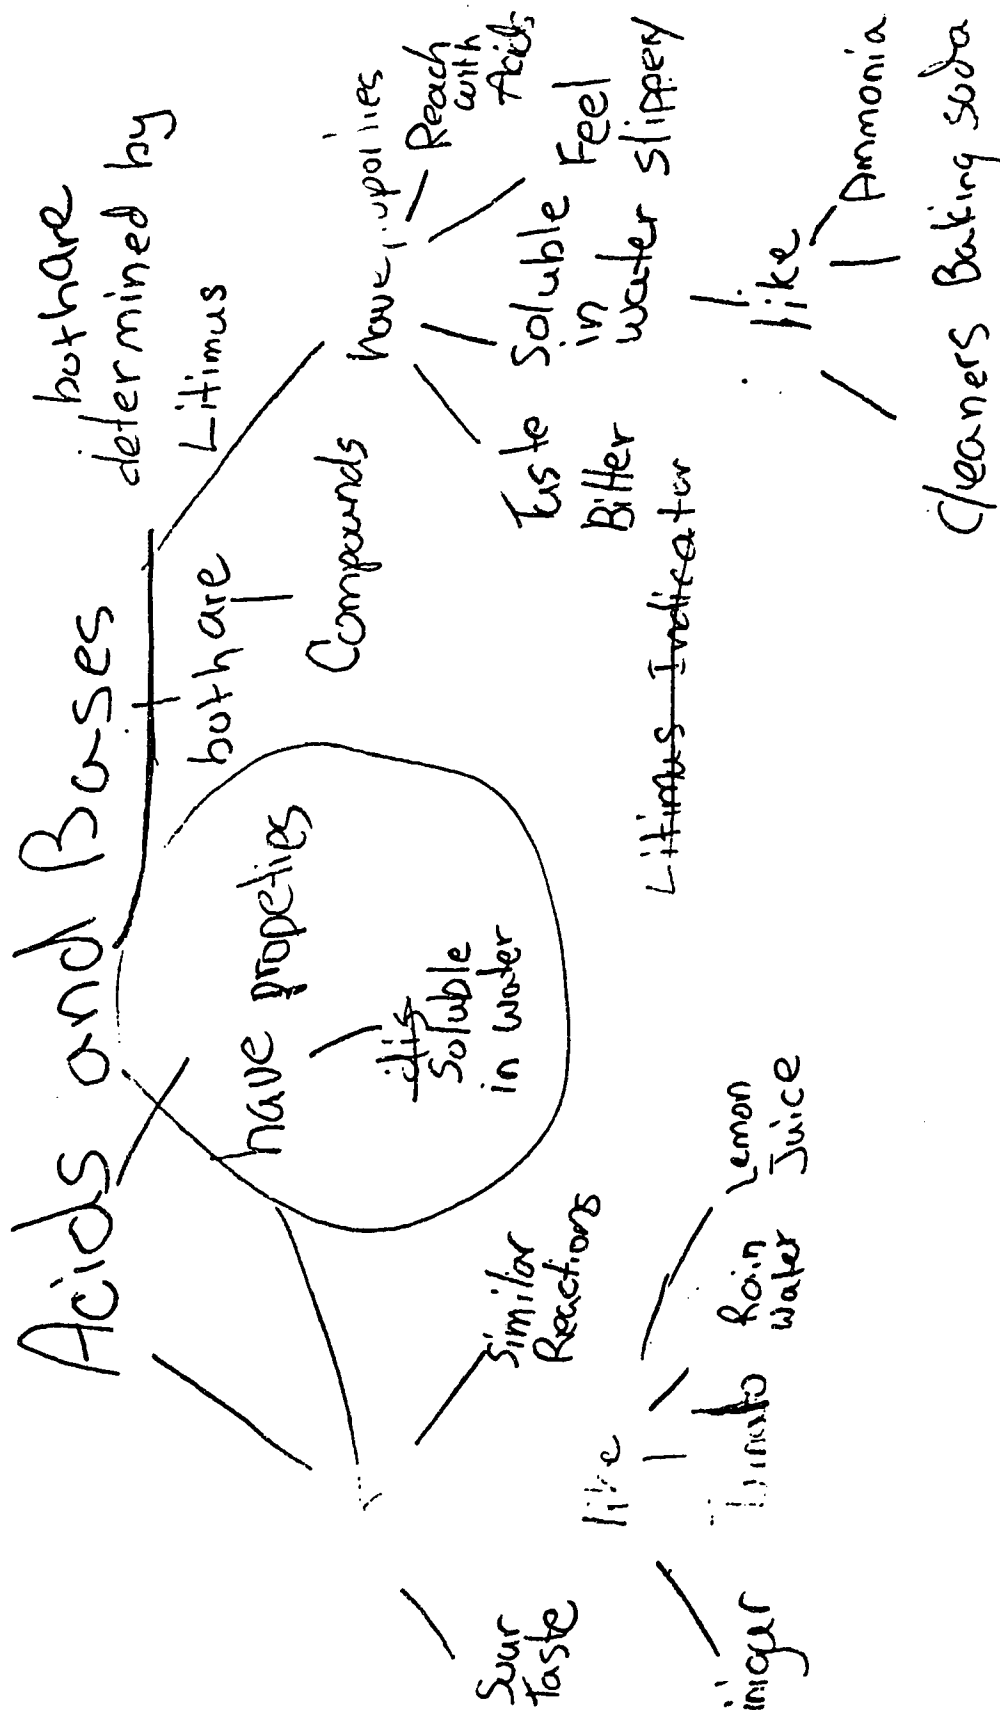 Acids and Bases
both are
determined by
Litimus
both are
Compounds
have propeties
dis
Soluble
in water
Sour
Taste
Similar
Reactions
like
Rain
Water
Lemon
Juice
have
Reach
with
Acids
Taste
Bitter
Soluble
in
water
Feel
slippery
Litimus Indicator
like
Cleaners
Baking soda
Ammonia